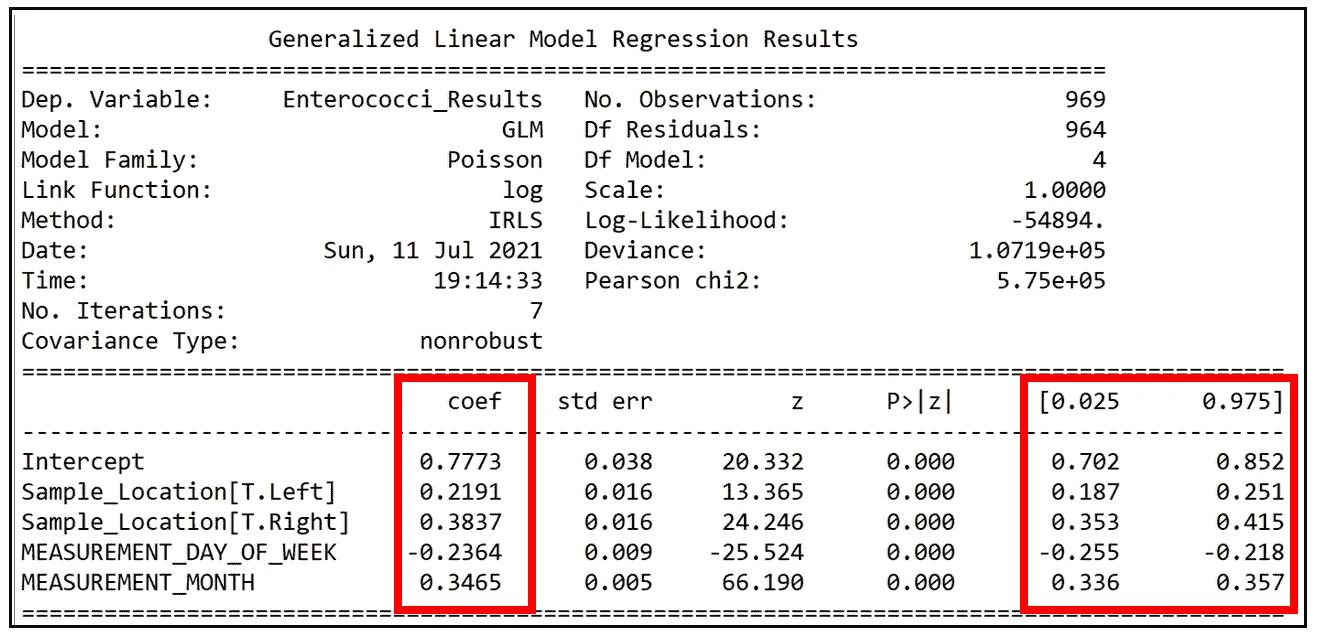 Generalized Linear Model Regression Results
==============================================================================
Dep. Variable: Enterococci_Results No. Observations: 969
Model: GLM Df Residuals: 964
Model Family: Poisson Df Model: 4
Link Function: log Scale: 1.0000
Method: IRLS Log-Likelihood: -54894.
Date: Sun, 11 Jul 2021 Deviance: 1.0719e+05
Time: 19:14:33 Pearson chi2: 5.75e+05
No. Iterations: 7
Covariance Type: nonrobust
===========================================================================================
coef std err z P>|z| [0.025 0.975]
-------------------------------------------------------------------------------------------
Intercept 0.7773 0.038 20.332 0.000 0.702 0.852
Sample_Location[T.Left] 0.2191 0.016 13.365 0.000 0.187 0.251
Sample_Location[T.Right] 0.3837 0.016 24.246 0.000 0.353 0.415
MEASUREMENT_DAY_OF_WEEK -0.2364 0.009 -25.524 0.000 -0.255 -0.218
MEASUREMENT_MONTH 0.3465 0.005 66.190 0.000 0.336 0.357
===========================================================================================